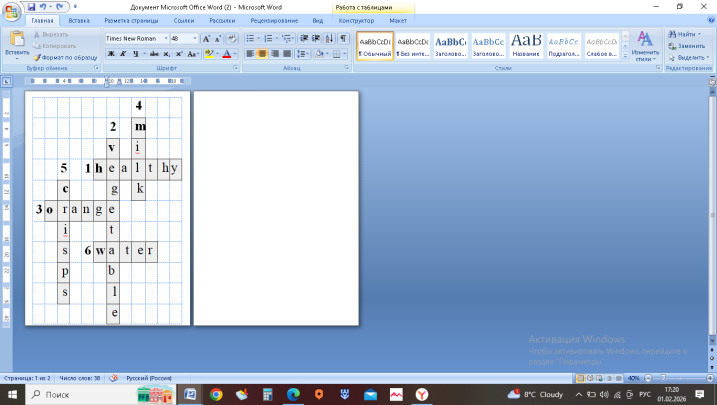 Документ Microsoft Office Word (2) - Microsoft Word
Работа с таблицами
Главная Вставка Разметка страницы Ссылки Рассылки Рецензирование Вид Конструктор Макет
Вставить
Вырезать
Копировать
Формат по образцу
Буфер обмена
Times New Roman 48
Ж К Ч
Шрифт
Абзац
AaBbCcDc AaBbCcDc AaBbC AaBbCc AaB AaBbCc. AaBbCcDc
¶ Обычный ¶ Без инте... Заголово... Заголово... Название Подзагол... Слабое в...
Изменить стили
Стили
Найти
Заменить
Выделить
Редактирование
4
2 m
v i
5 1 h e a l t h y
c g k
3 o r a n g e
i t
s 6 w a t e r
p b
s l
e
Активация Windows
Чтобы активировать Windows, перейдите в
раздел "Параметры".
Страница: 1 из 2 Число слов: 38 Русский (Россия) 40%
Поиск
8°C Cloudy
РУС
17:20
01.02.2026